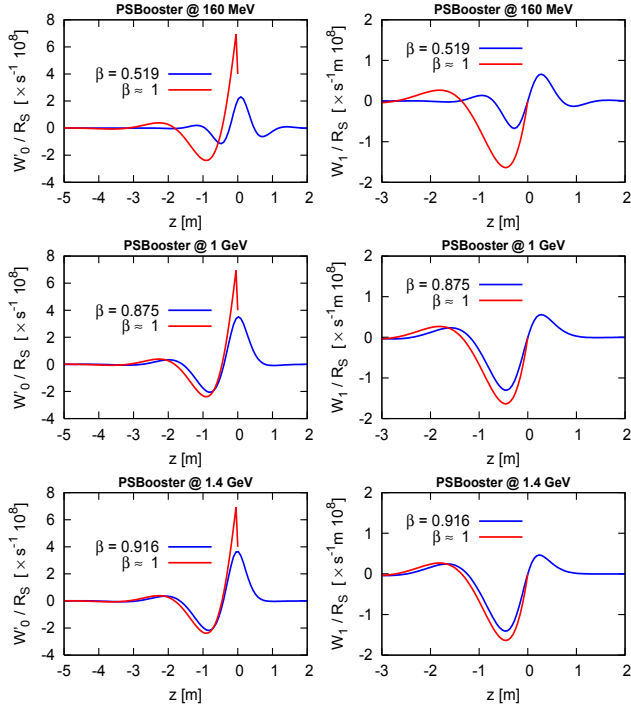 PSBooster @ 160 MeV
W'0 / RS [ × s-1 108]
β = 0.519
β ≈ 1
8
6
4
2
0
-2
-4
-5 -4 -3 -2 -1 0 1 2
z [m]
PSBooster @ 160 MeV
W1 / RS [ × s-1m 108]
β = 0.519
β ≈ 1
2
1
0
-1
-2
-3 -2 -1 0 1 2
z [m]
PSBooster @ 1 GeV
W'0 / RS [ × s-1 108]
β = 0.875
β ≈ 1
8
6
4
2
0
-2
-4
-5 -4 -3 -2 -1 0 1 2
z [m]
PSBooster @ 1 GeV
W1 / RS [ × s-1m 108]
β = 0.875
β ≈ 1
2
1
0
-1
-2
-3 -2 -1 0 1 2
z [m]
PSBooster @ 1.4 GeV
W'0 / RS [ × s-1 108]
β = 0.916
β ≈ 1
8
6
4
2
0
-2
-4
-5 -4 -3 -2 -1 0 1 2
z [m]
PSBooster @ 1.4 GeV
W1 / RS [ × s-1m 108]
β = 0.916
β ≈ 1
2
1
0
-1
-2
-3 -2 -1 0 1 2
z [m]